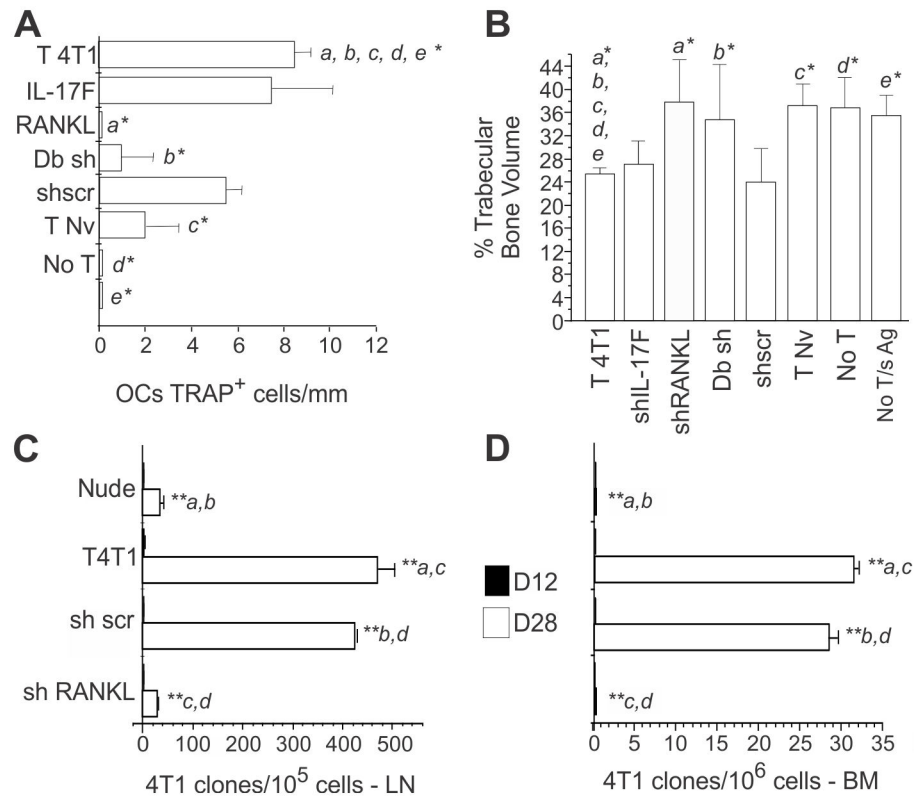 A
T 4T1
a, b, c, d, e *
IL-17F
RANKL
a*
Db sh
b*
shscr
T Nv
c*
No T
d*
e*
0 2 4 6 8 10 12
OCs TRAP+ cells/mm
B
% Trabecular
Bone Volume
44
40
36
32
28
24
20
16
12
8
4
0
a*,
b,
c,
d,
e
a*
b*
c*
d*
e*
T 4T1
shIL-17F
shRANKL
Db sh
shscr
T Nv
No T
No T/s Ag
C
Nude
**a,b
T4T1
**a,c
sh scr
**b,d
sh RANKL
**c,d
0 100 200 300 400 500
4T1 clones/10^5 cells - LN
D12
D28
D
**a,b
**a,c
**b,d
**c,d
0 5 10 15 20 25 30 35
4T1 clones/10^6 cells - BM